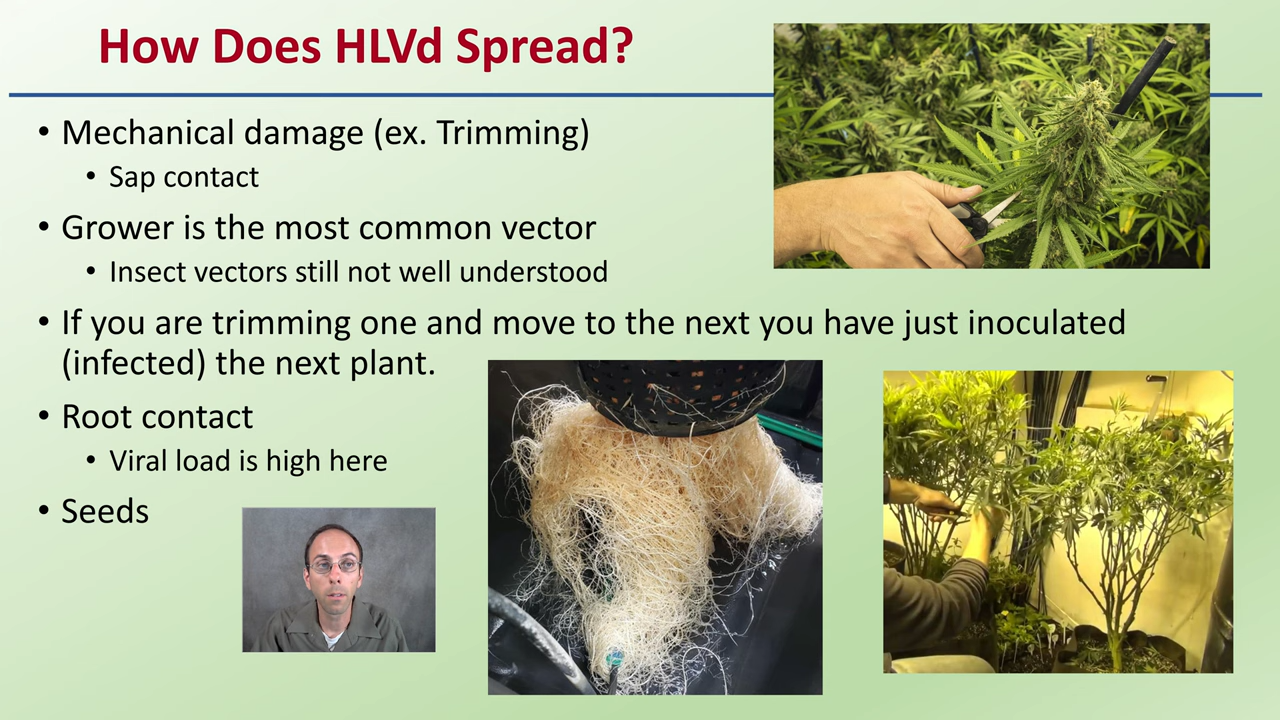 How Does HLVd Spread?
• Mechanical damage (ex. Trimming)
• Sap contact
• Grower is the most common vector
• Insect vectors still not well understood
• If you are trimming one and move to the next you have just inoculated
(infected) the next plant.
• Root contact
• Viral load is high here
• Seeds